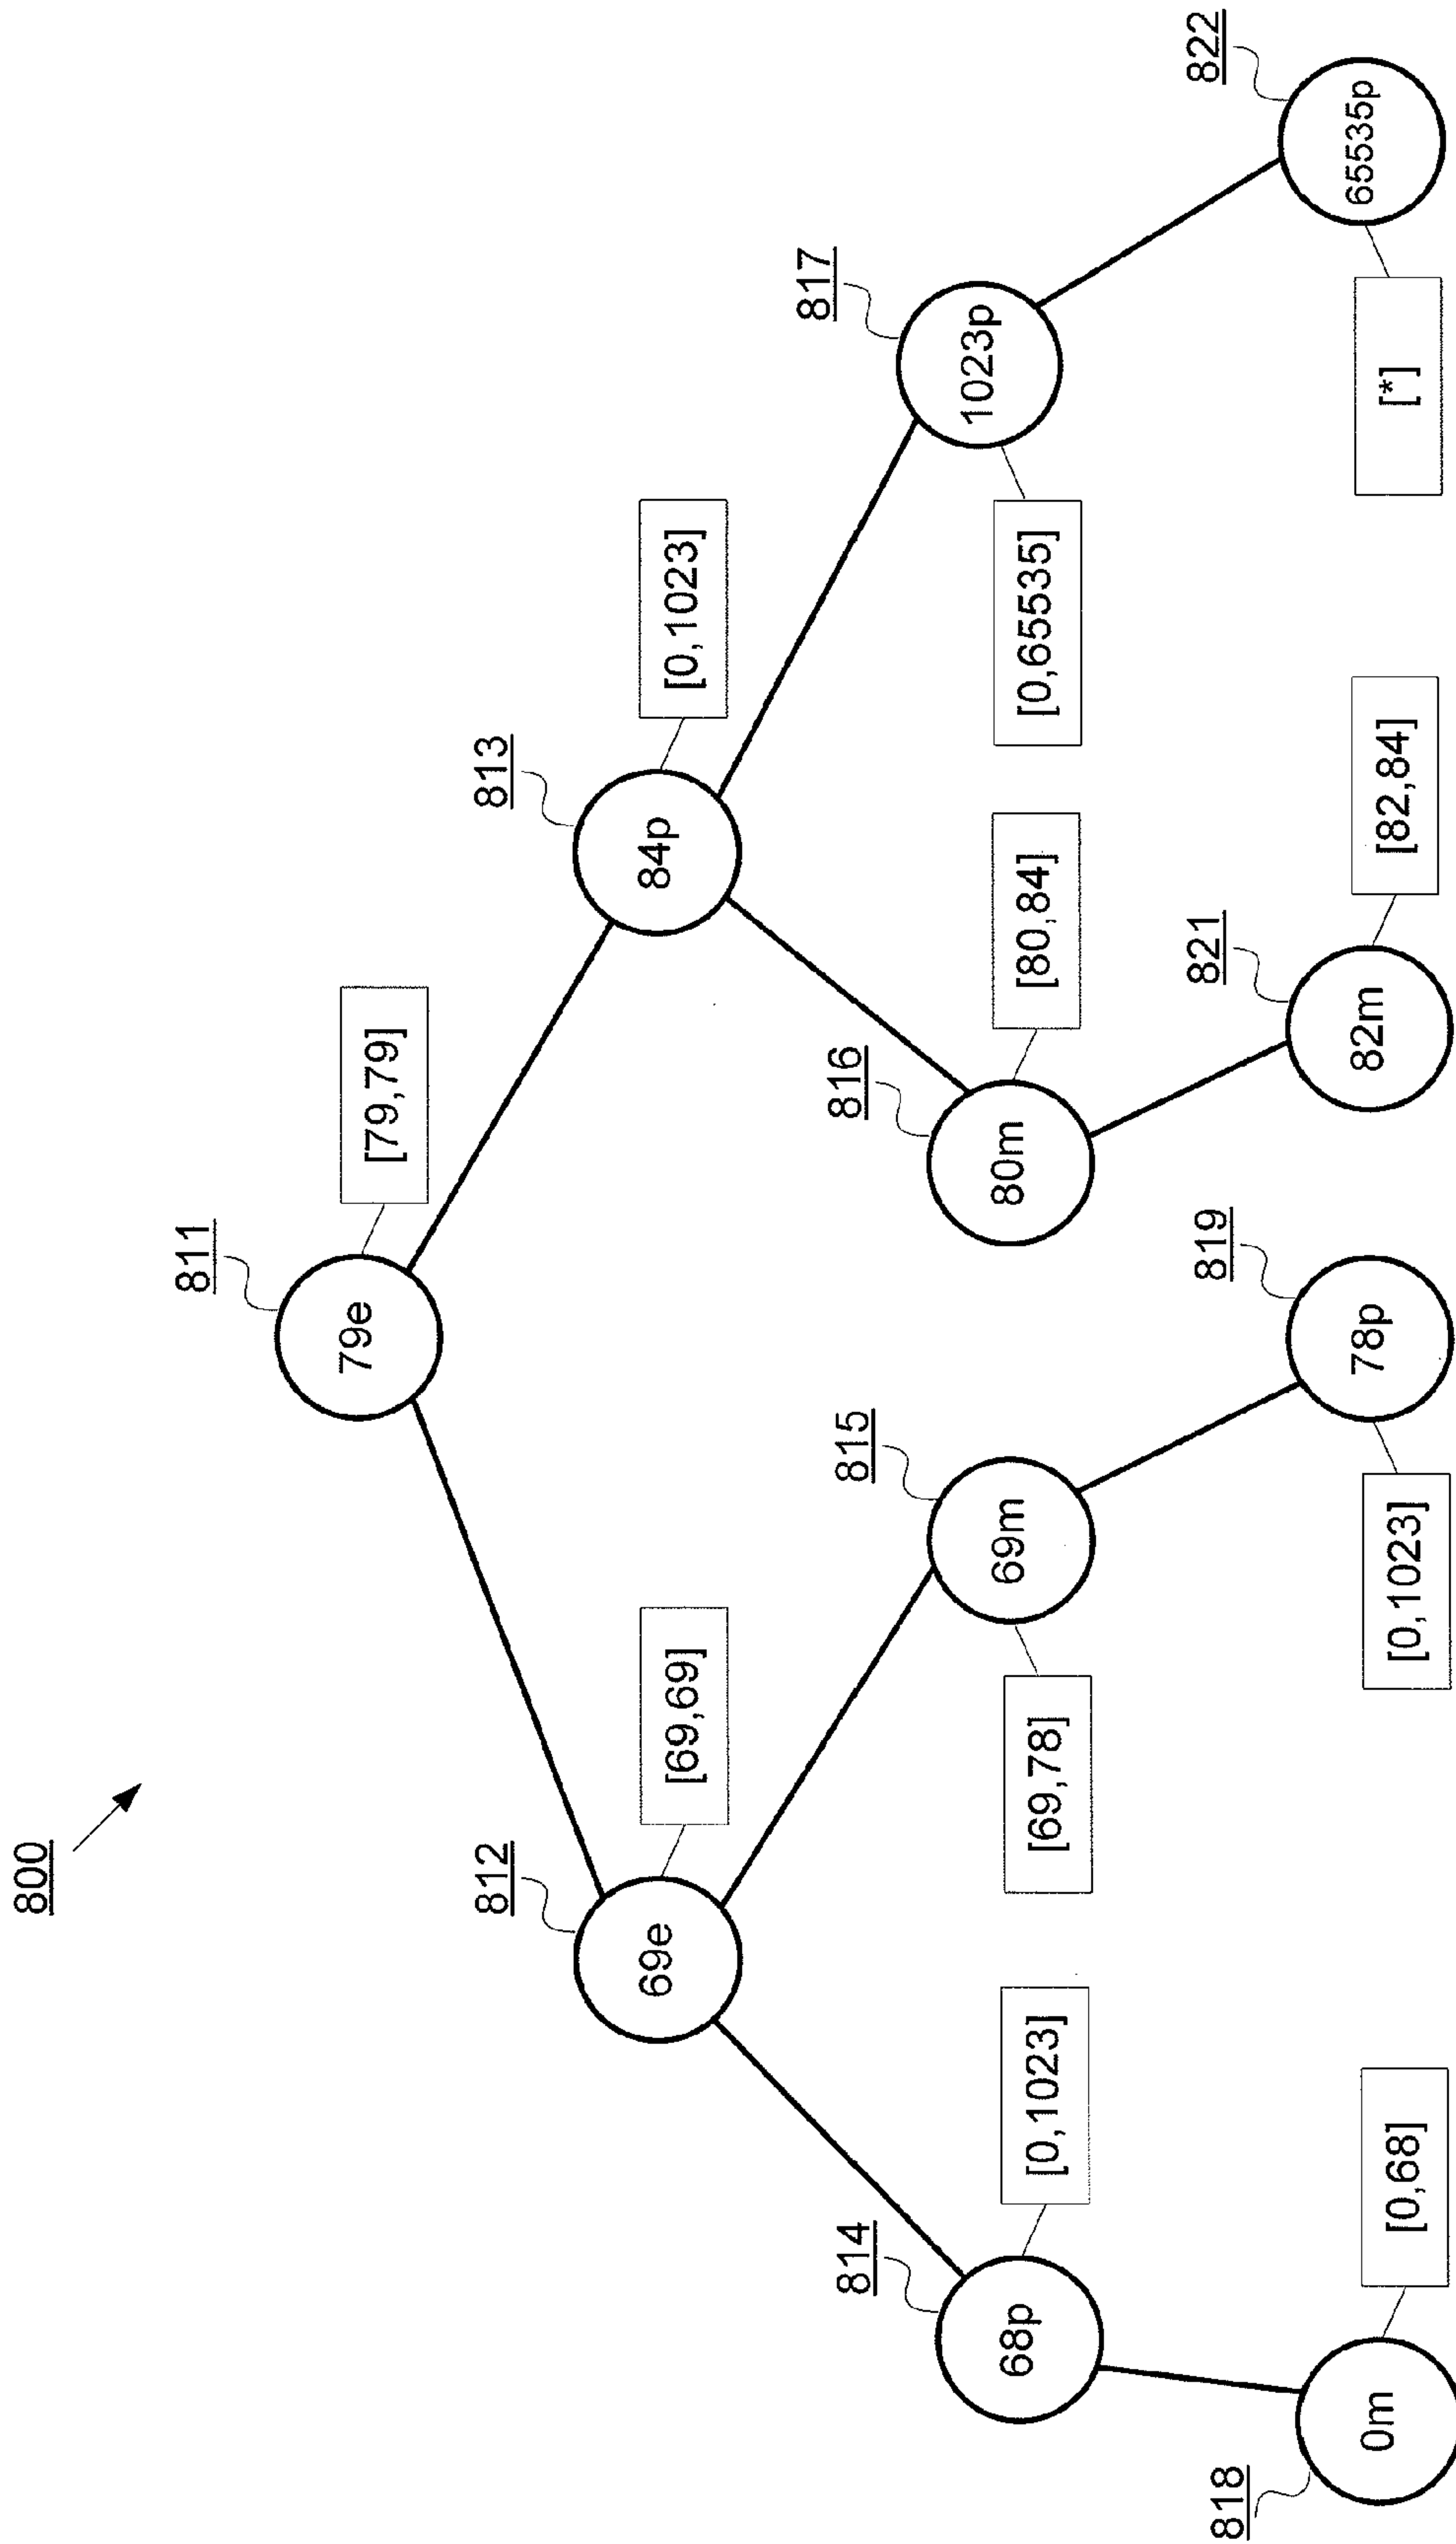 800
811
79e
[79,79]
812
69e
[69,69]
813
84p
[0,1023]
814
68p
[0,1023]
815
69m
[69,78]
816
80m
[80,84]
817
1023p
[0,65535]
818
0m
[0,68]
819
78p
[0,1023]
821
82m
[82,84]
822
65535p
[*]